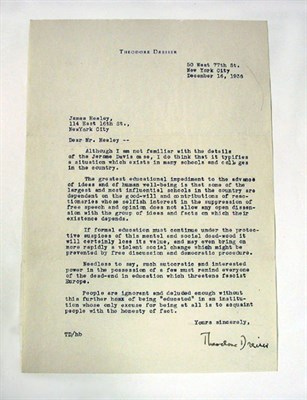 THEODORE DREISER
50 West 77th St.
New York City
December 16, 1936
James Neeley,
114 East 16th St.,
NewYork City
Dear Mr. Neeley --
Although I am not familiar with the details
of the Jerome Davis case, I do think that it typifies
a situation which exists in many schools and colleges
in the country.
The greatest educational impediment to the advance
of ideas and of human well-being is that some of the
largest and most influential schools in the country are
dependent on the good-will and contributions of reac-
tionaries whose selfish interest in the suppression of
free speech and opinion does not allow any open discus-
sion with the group of ideas and facts on which their
existence depends.
If formal education must continue under the protec-
tive auspices of this mental and social dead-wood it
will certainly lose its value, and may even bring on
more rapidly a violent social change which might be
prevented by free discussion and democratic procedure.
Needless to say, such autocratic and interested
power in the possession of a few must remind everyone
of the dead-end in education which threatens fascist
Europe.
People are ignorant and deluded enough without
this further hoax of being "educated" in an institu-
tion whose only excuse for being at all is to acquaint
people with the honesty of fact.
Yours sincerely,
Theodore Dreiser
TD/hb